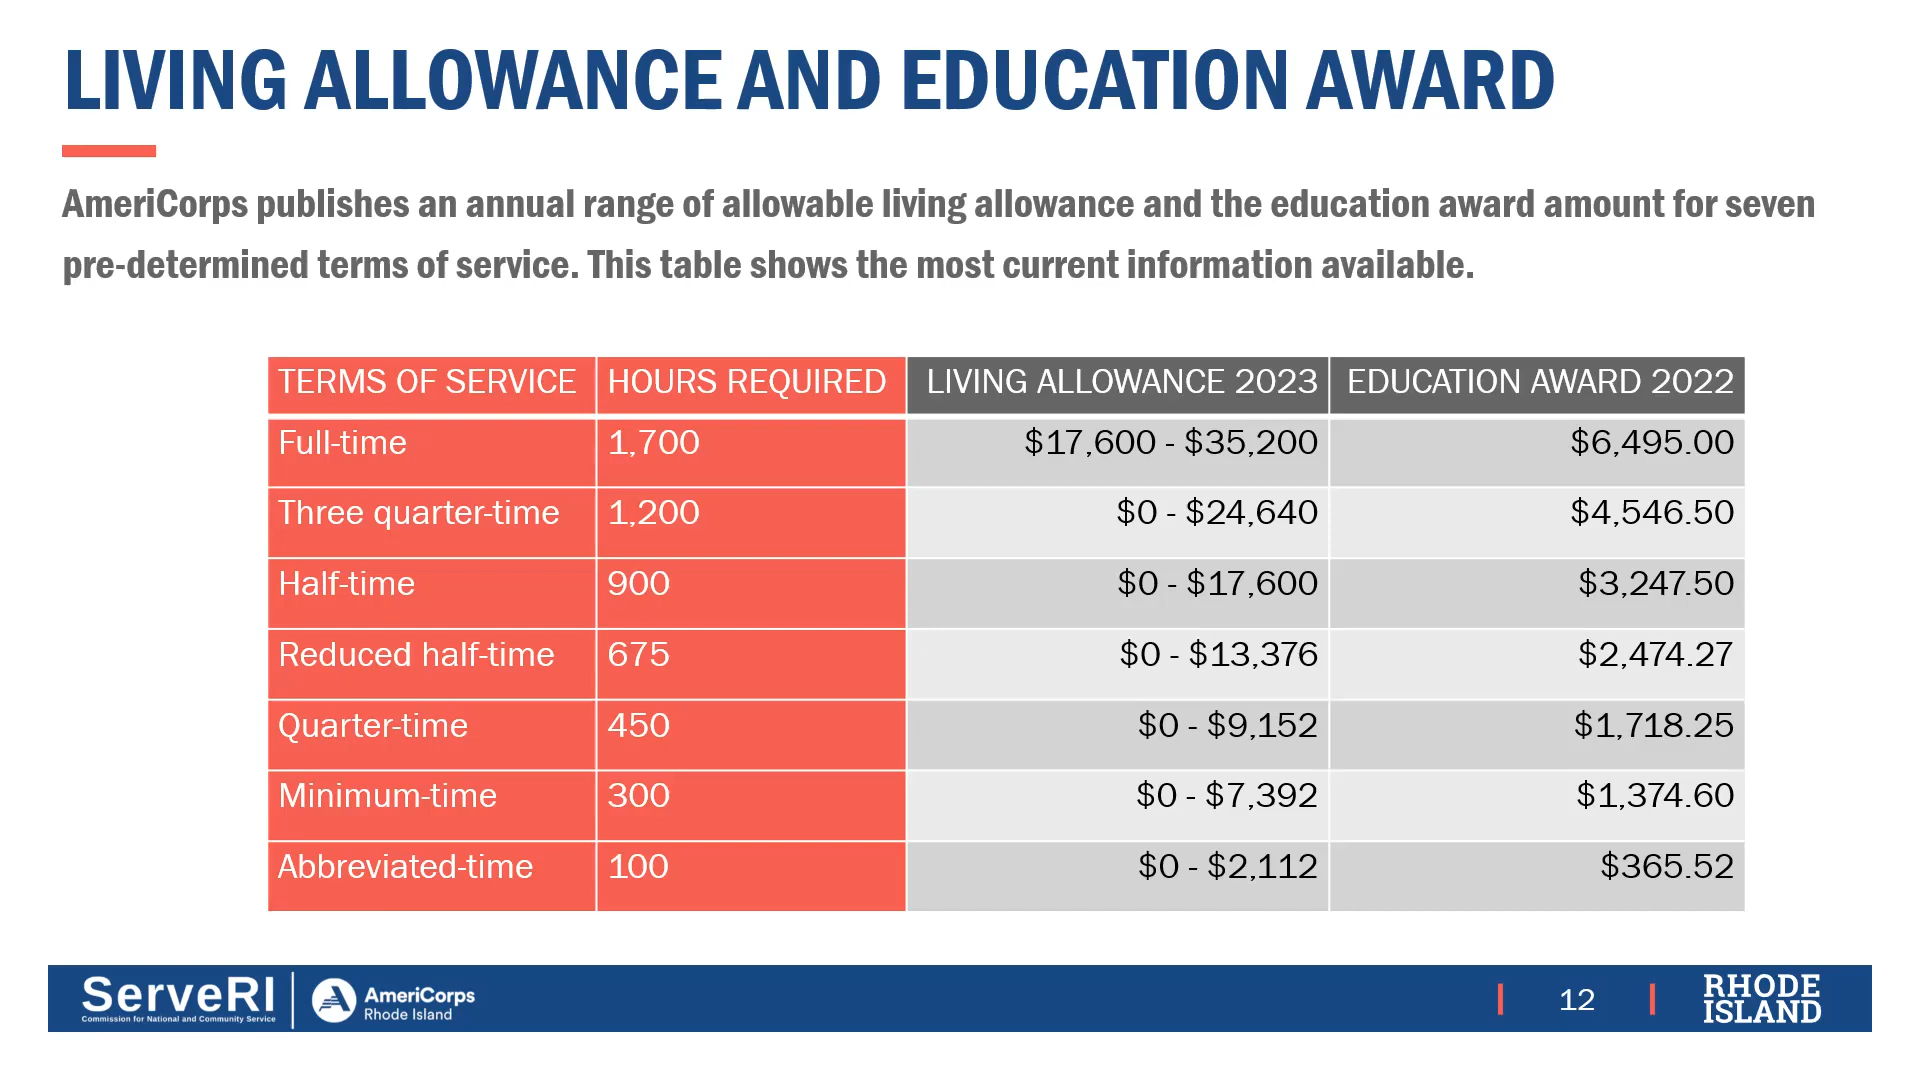 LIVING ALLOWANCE AND EDUCATION AWARD
AmeriCorps publishes an annual range of allowable living allowance and the education award amount for seven
pre-determined terms of service. This table shows the most current information available.
TERMS OF SERVICE HOURS REQUIRED LIVING ALLOWANCE 2023 EDUCATION AWARD 2022
Full-time 1,700 $17,600 - $35,200 $6,495.00
Three quarter-time 1,200 $0 - $24,640 $4,546.50
Half-time 900 $0 - $17,600 $3,247.50
Reduced half-time 675 $0 - $13,376 $2,474.27
Quarter-time 450 $0 - $9,152 $1,718.25
Minimum-time 300 $0 - $7,392 $1,374.60
Abbreviated-time 100 $0 - $2,112 $365.52
ServeRI
Commission for National and Community Service
AmeriCorps
Rhode Island
12
RHODE
ISLAND